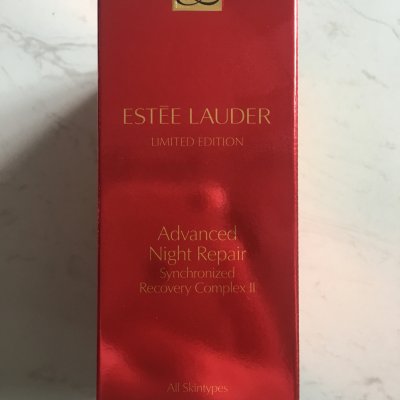 ESTĒE LAUDER
LIMITED EDITION
Advanced
Night Repair
Synchronized
Recovery Complex II
All Skintypes